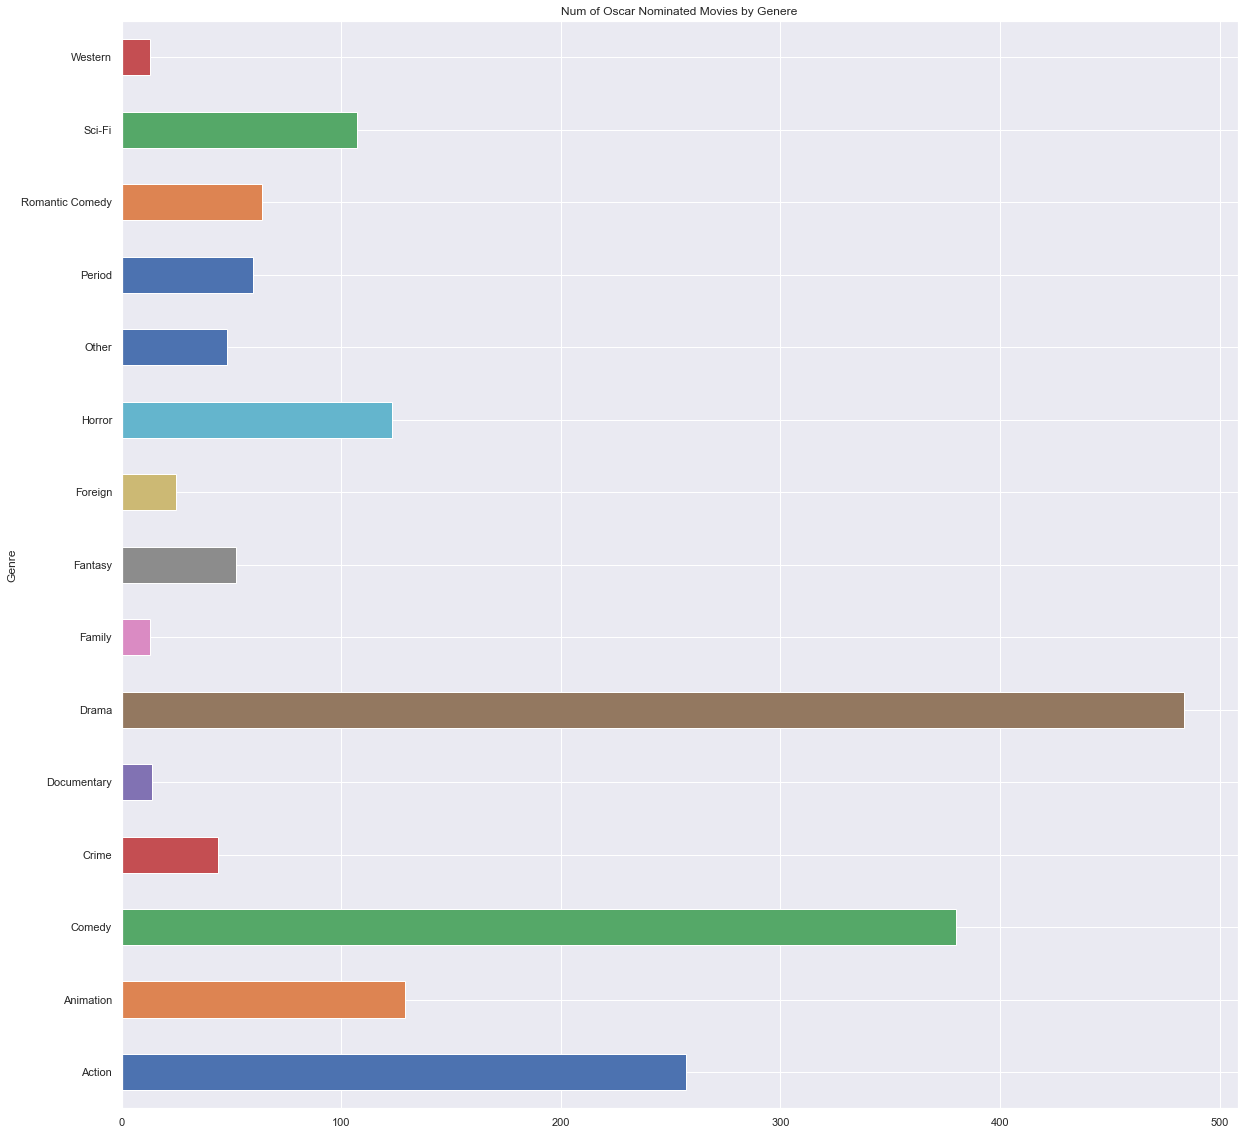 Num of Oscar Nominated Movies by Genere
Western
Sci-Fi
Romantic Comedy
Period
Other
Horror
Foreign
Fantasy
Family
Drama
Documentary
Crime
Comedy
Animation
Action
Genre
0 100 200 300 400 500